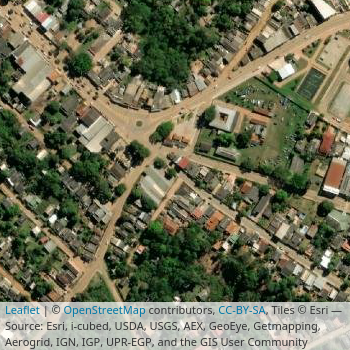 Leaflet | © OpenStreetMap contributors, CC-BY-SA, Tiles © Esri —
Source: Esri, i-cubed, USDA, USGS, AEX, GeoEye, Getmapping,
Aerogrid, IGN, IGP, UPR-EGP, and the GIS User Community